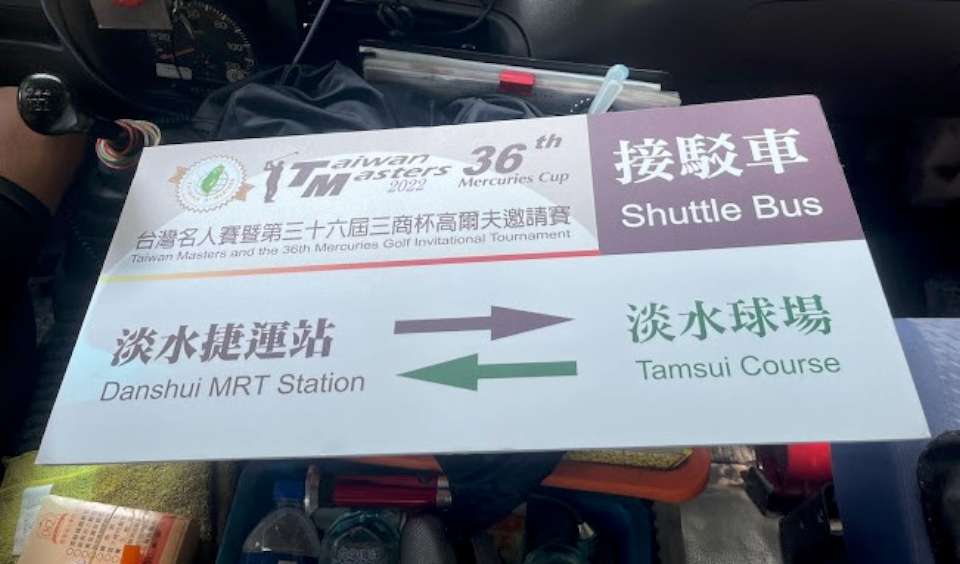 Taiwan
Masters
2022
36th
Mercuries Cup
台灣名人賽暨第三十六屆三商杯高爾夫邀請賽
Taiwan Masters and the 36th Mercuries Golf Invitational Tournament
接駁車
Shuttle Bus
淡水捷運站
Danshui MRT Station
淡水球場
Tamsui Course